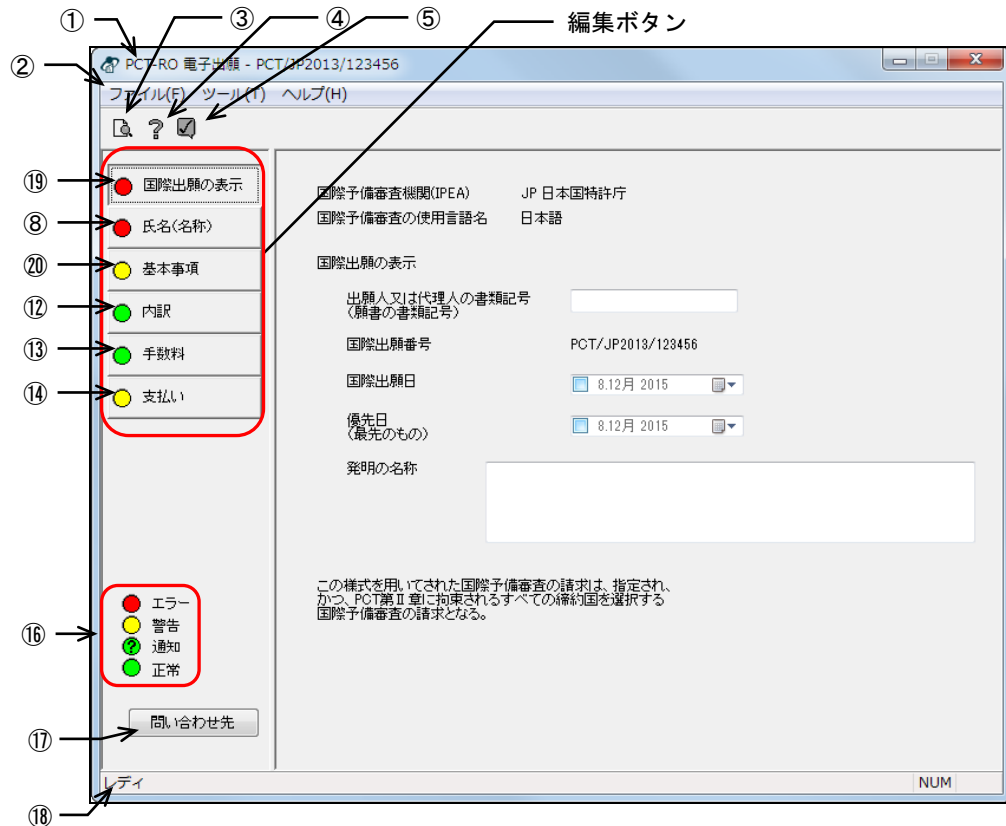 ① ③ ④ ⑤ 編集ボタン
PCT-RO 電子出願 - PCT/JP2013/123456
②
ファイル(F) ツール(T) ヘルプ(H)
⑲ 国際出願の表示
⑧ 氏名(名称)
⑳ 基本事項
⑫ 内訳
⑬ 手数料
⑭ 支払い
国際予備審査機関(IPEA) JP 日本国特許庁
国際予備審査の使用言語名 日本語
国際出願の表示
出願人又は代理人の書類記号
(願書の書類記号)
国際出願番号 PCT/JP2013/123456
国際出願日 8.12月 2015
優先日
(最先のもの) 8.12月 2015
発明の名称
この様式を用いてされた国際予備審査の請求は、指定され、
かつ、PCT第Ⅱ章に拘束されるすべての締約国を選択する
国際予備審査の請求となる。
⑯
エラー
警告
? 通知
正常
⑰ 問い合わせ先
レディ NUM
⑱